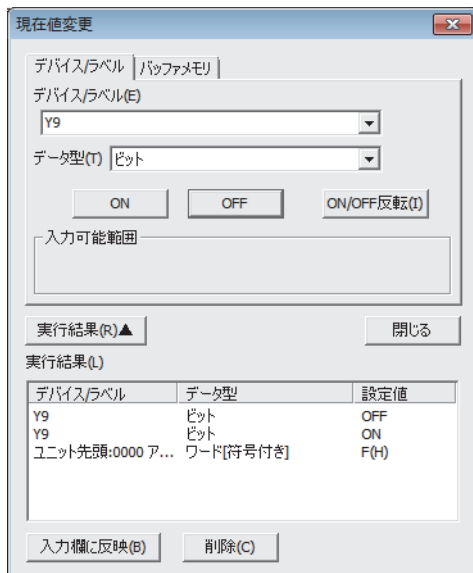 現在値変更
デバイス/ラベル バッファメモリ
デバイス/ラベル(E)
Y9
データ型(T) ビット
ON OFF ON/OFF反転(I)
入力可能範囲
実行結果(R)▲ 閉じる
実行結果(L)
デバイス/ラベル データ型 設定値
Y9 ビット OFF
Y9 ビット ON
ユニット先頭:0000 ア... ワード[符号付き] F(H)
入力欄に反映(B) 削除(C)